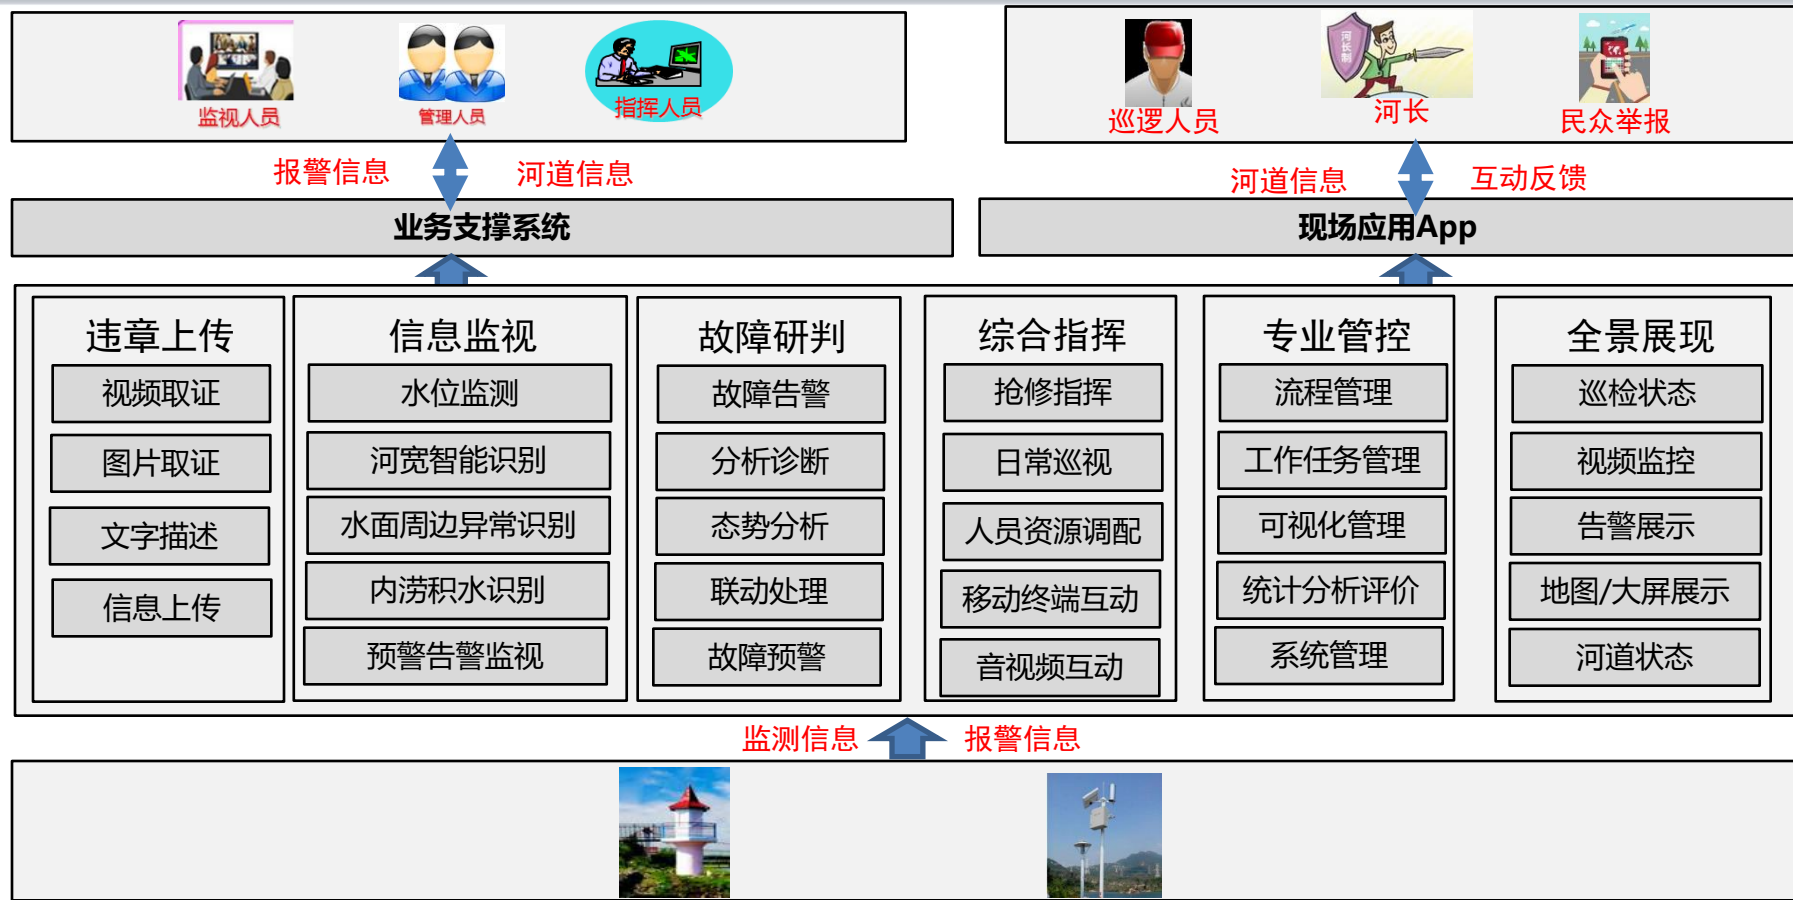 监视人员
管理人员
指挥人员
河长制
巡逻人员
河长
民众举报
报警信息
河道信息
河道信息
互动反馈
业务支撑系统
现场应用App
违章上传
视频取证
图片取证
文字描述
信息上传
信息监视
水位监测
河宽智能识别
水面周边异常识别
内涝积水识别
预警告警监视
故障研判
故障告警
分析诊断
态势分析
联动处理
故障预警
综合指挥
抢修指挥
日常巡视
人员资源调配
移动终端互动
音视频互动
专业管控
流程管理
工作任务管理
可视化管理
统计分析评价
系统管理
全景展现
巡检状态
视频监控
告警展示
地图/大屏展示
河道状态
监测信息
报警信息